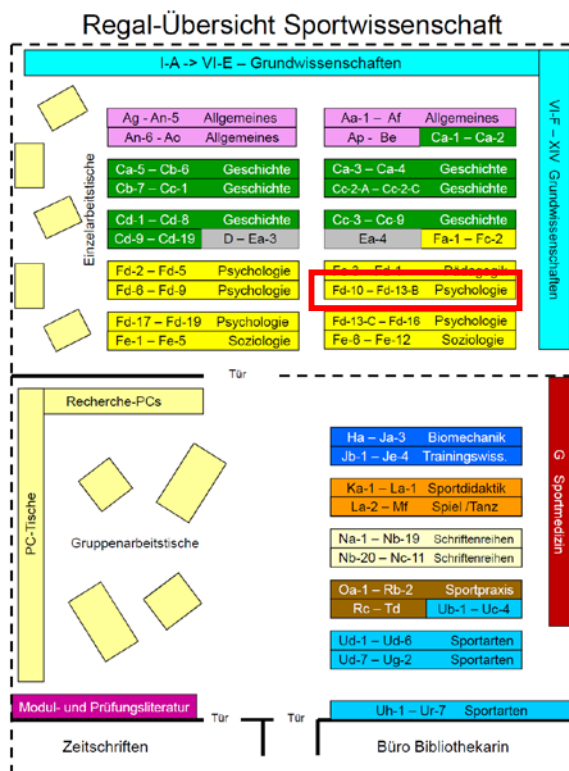 Regal-Übersicht Sportwissenschaft
I-A -> VI-E – Grundwissenschaften
VI-F – XIV Grundwissenschaften
Einzelarbeitstische
Ag - An-5 Allgemeines
An-6 - Ao Allgemeines
Aa-1 – Af Allgemeines
Ap - Be Ca-1 – Ca-2
Ca-5 – Cb-6 Geschichte
Cb-7 – Cc-1 Geschichte
Ca-3 – Ca-4 Geschichte
Cc-2-A – Cc-2-C Geschichte
Cd-1 – Cd-8 Geschichte
Cd-9 – Cd-19 D – Ea-3
Cc-3 – Cc-9 Geschichte
Ea-4 Fa-1 – Fc-2
Fd-2 – Fd-5 Psychologie
Fd-6 – Fd-9 Psychologie
Fc-3 – Fd-1 Pädagogik
Fd-10 – Fd-13-B Psychologie
Fd-17 – Fd-19 Psychologie
Fe-1 – Fe-5 Soziologie
Fd-13-C – Fd-16 Psychologie
Fe-6 – Fe-12 Soziologie
Tür
Recherche-PCs
PC-Tische
Gruppenarbeitstische
G Sportmedizin
Ha – Ja-3 Biomechanik
Jb-1 – Je-4 Trainingswiss.
Ka-1 – La-1 Sportdidaktik
La-2 – Mf Spiel /Tanz
Na-1 – Nb-19 Schriftenreihen
Nb-20 – Nc-11 Schriftenreihen
Oa-1 – Rb-2 Sportpraxis
Rc – Td Ub-1 – Uc-4
Ud-1 – Ud-6 Sportarten
Ud-7 – Ug-2 Sportarten
Modul- und Prüfungsliteratur
Tür
Tür
Uh-1 – Ur-7 Sportarten
Zeitschriften
Büro Bibliothekarin